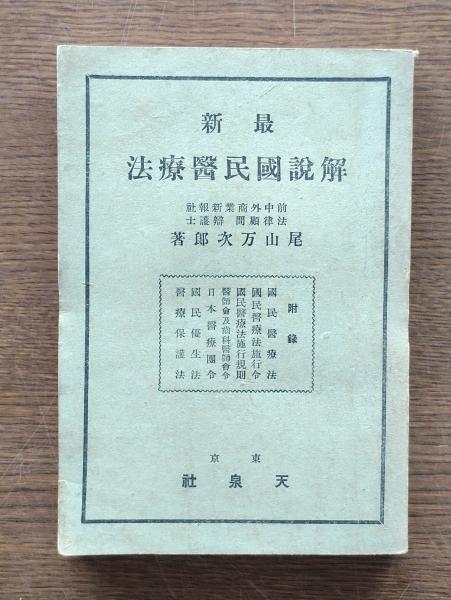 最新
解說國民醫療法
前中外商業新報社
法律顧問 辯護士
尾山万次郎著
附錄
國民醫療法
國民醫療法施行令
國民醫療法施行規則
醫師會及齒科醫師會令
日本醫療團令
國民優生法
醫療保護法
東京
天泉社